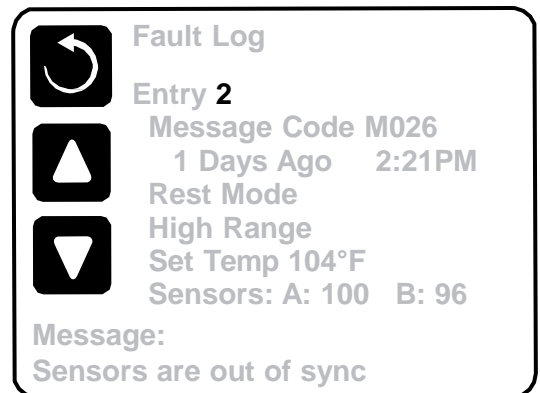 Fault Log
Entry 2
Message Code M026
1 Days Ago 2:21PM
Rest Mode
High Range
Set Temp 104°F
Sensors: A: 100 B: 96
Message:
Sensors are out of sync